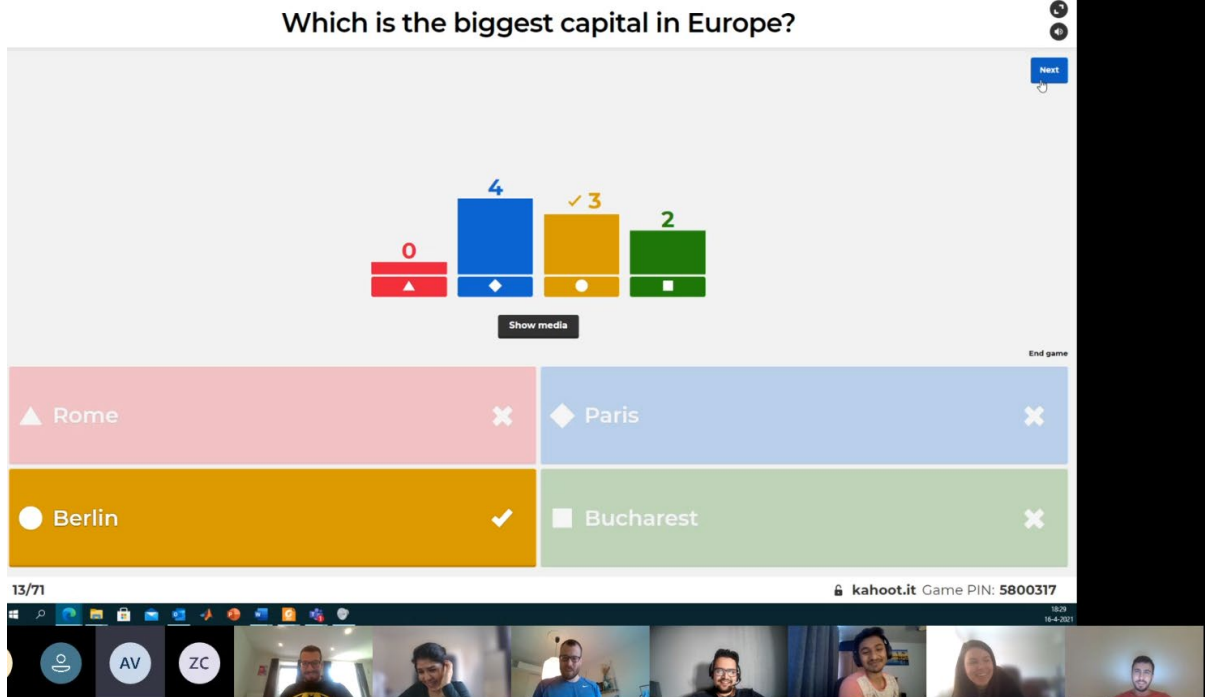 Which is the biggest capital in Europe?
Next
0
4
3
2
Show media
End game
Rome
Paris
Berlin
Bucharest
13/71
kahoot.it Game PIN: 5800317
18:29
16-4-2021
AV
ZC